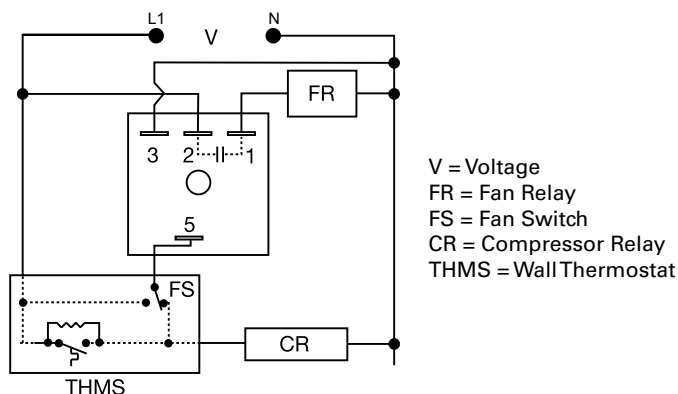 L1
V
N
FR
3
2
1
5
FS
CR
THMS
V = Voltage
FR = Fan Relay
FS = Fan Switch
CR = Compressor Relay
THMS = Wall Thermostat